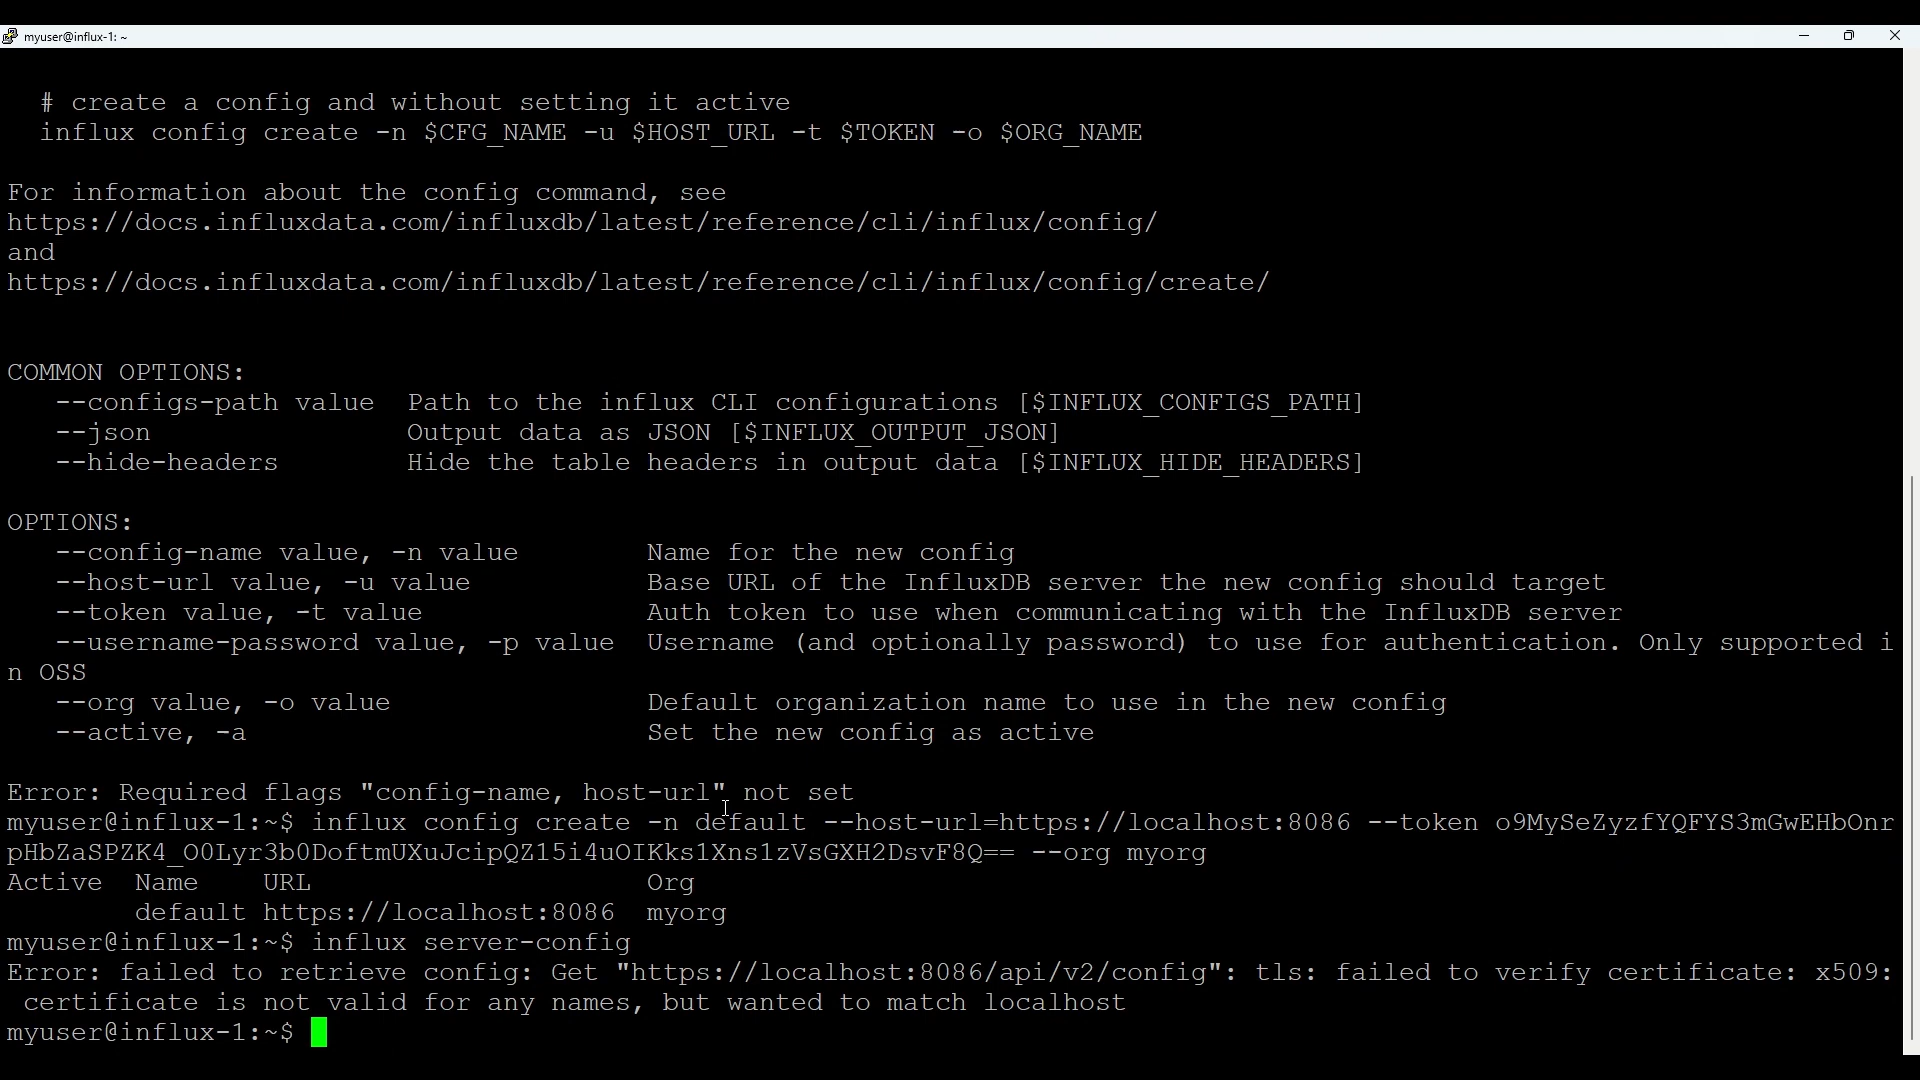 myuser@influx-1: ~
# create a config and without setting it active
influx config create -n $CFG_NAME -u $HOST_URL -t $TOKEN -o $ORG_NAME
For information about the config command, see
https://docs.influxdata.com/influxdb/latest/reference/cli/influx/config/
and
https://docs.influxdata.com/influxdb/latest/reference/cli/influx/config/create/
COMMON OPTIONS:
--configs-path value  Path to the influx CLI configurations [$INFLUX_CONFIGS_PATH]
--json                Output data as JSON [$INFLUX_OUTPUT_JSON]
--hide-headers        Hide the table headers in output data [$INFLUX_HIDE_HEADERS]
OPTIONS:
--config-name value, -n value        Name for the new config
--host-url value, -u value           Base URL of the InfluxDB server the new config should target
--token value, -t value              Auth token to use when communicating with the InfluxDB server
--username-password value, -p value  Username (and optionally password) to use for authentication. Only supported i
n OSS
--org value, -o value                Default organization name to use in the new config
--active, -a                         Set the new config as active
Error: Required flags "config-name, host-url" not set
myuser@influx-1:~$ influx config create -n default --host-url=https://localhost:8086 --token o9MySeZyzfYQFYS3mGwEHbOnr
pHbZaSPZK4_O0Lyr3b0DoftmUXuJcipQZ15i4uOIKks1Xns1zVsGXH2DsvF8Q== --org myorg
Active  Name    URL                     Org
default https://localhost:8086  myorg
myuser@influx-1:~$ influx server-config
Error: failed to retrieve config: Get "https://localhost:8086/api/v2/config": tls: failed to verify certificate: x509:
certificate is not valid for any names, but wanted to match localhost
myuser@influx-1:~$